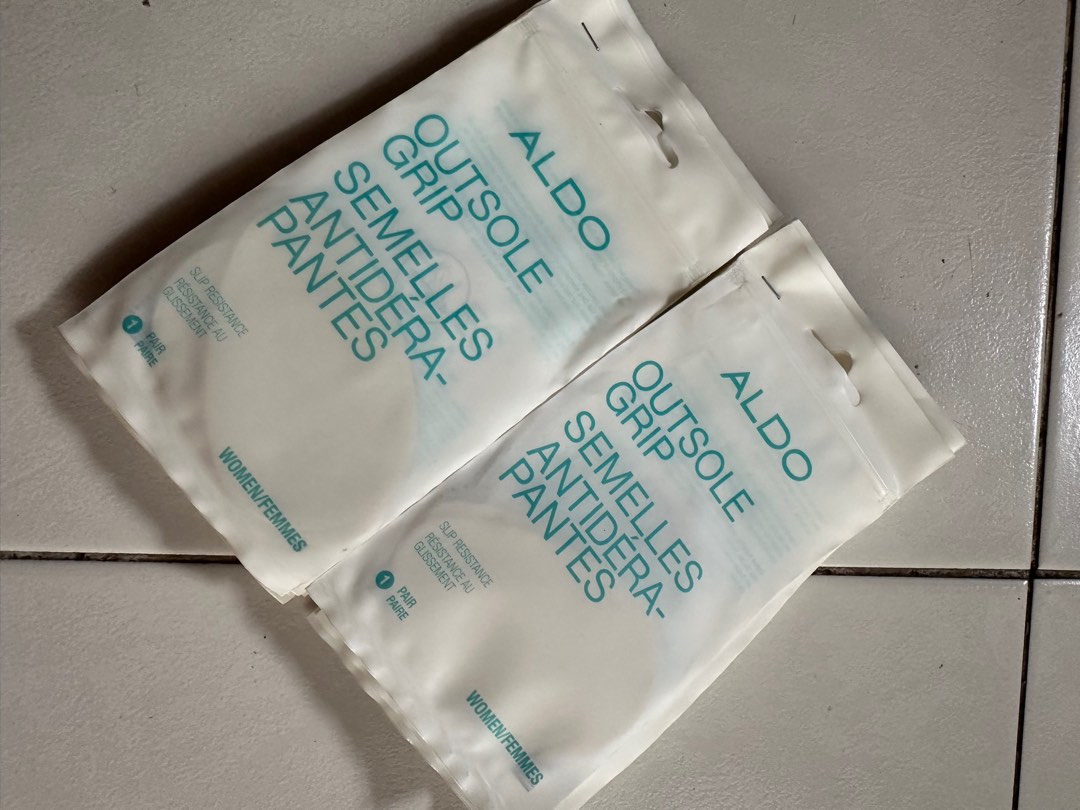 ALDO
OUTSOLE
GRIP
SEMELLES
ANTIDÉRA-
PANTES
SLIP RESISTANCE
RÉSISTANCE AU
GLISSEMENT
1 PAIR
PAIRE
WOMEN/FEMMES
ALDO
OUTSOLE
GRIP
SEMELLES
ANTIDÉRA-
PANTES
SLIP RESISTANCE
RÉSISTANCE AU
GLISSEMENT
1 PAIR
PAIRE
WOMEN/FEMMES